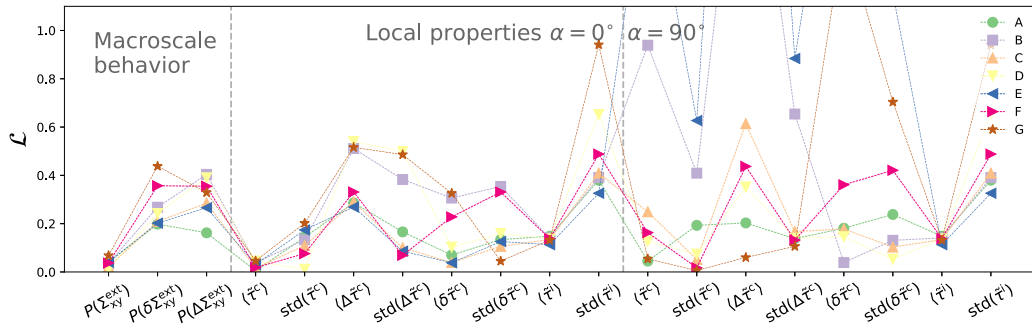 Macroscale
behavior
Local properties α = 0° α = 90°
1.0
0.8
0.6
0.4
0.2
0.0
ℒ
A
B
C
D
E
F
G
P(Σ^ext_xy)
P(δΣ^ext_xy)
P(ΔΣ^ext_xy)
⟨τ̃^c⟩
std(τ̃^c)
⟨Δτ̃^c⟩
std(Δτ̃^c)
⟨δτ̃^c⟩
std(δτ̃^c)
⟨τ̃^l⟩
std(τ̃^l)
⟨τ̃^c⟩
std(τ̃^c)
⟨Δτ̃^c⟩
std(Δτ̃^c)
⟨δτ̃^c⟩
std(δτ̃^c)
⟨τ̃^l⟩
std(τ̃^l)